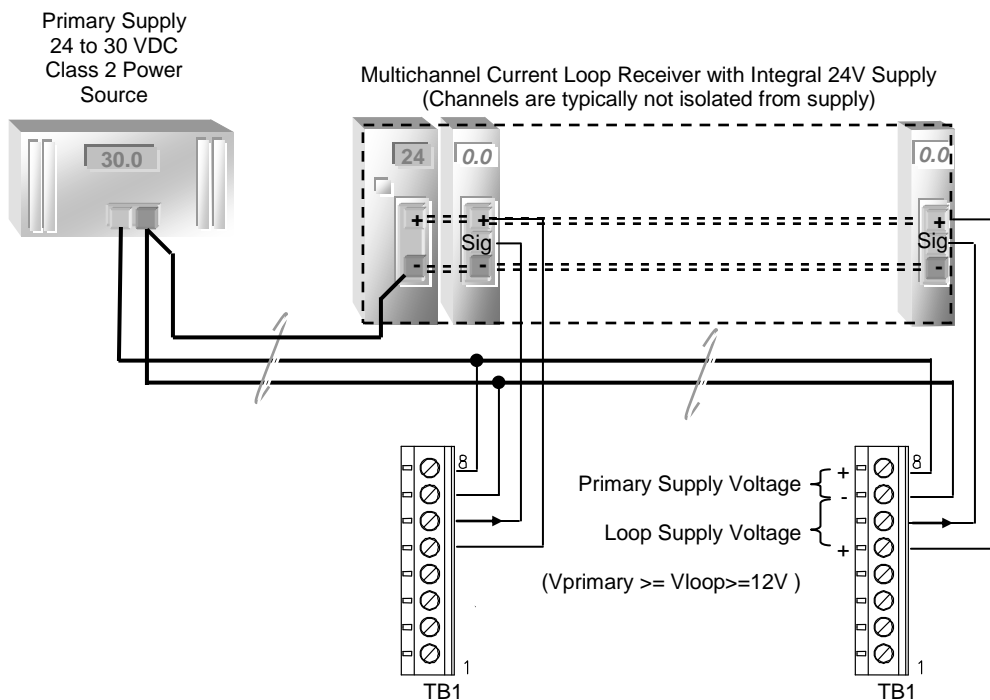 Primary Supply
24 to 30 VDC
Class 2 Power
Source
Multichannel Current Loop Receiver with Integral 24V Supply
(Channels are typically not isolated from supply)
30.0
24
0.0
0.0
+
+
+
Sig
Sig
-
-
-
8
8
Primary Supply Voltage
+
-
Loop Supply Voltage
+
(Vprimary >= Vloop>=12V )
1
1
TB1
TB1